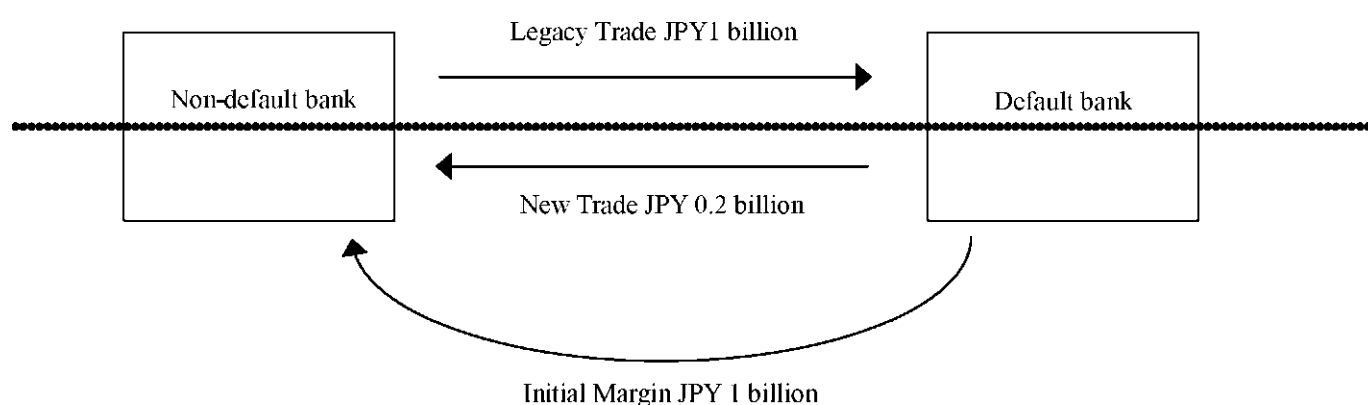 Legacy Trade JPY1 billion
Non-default bank
Default bank
New Trade JPY 0.2 billion
Initial Margin JPY 1 billion